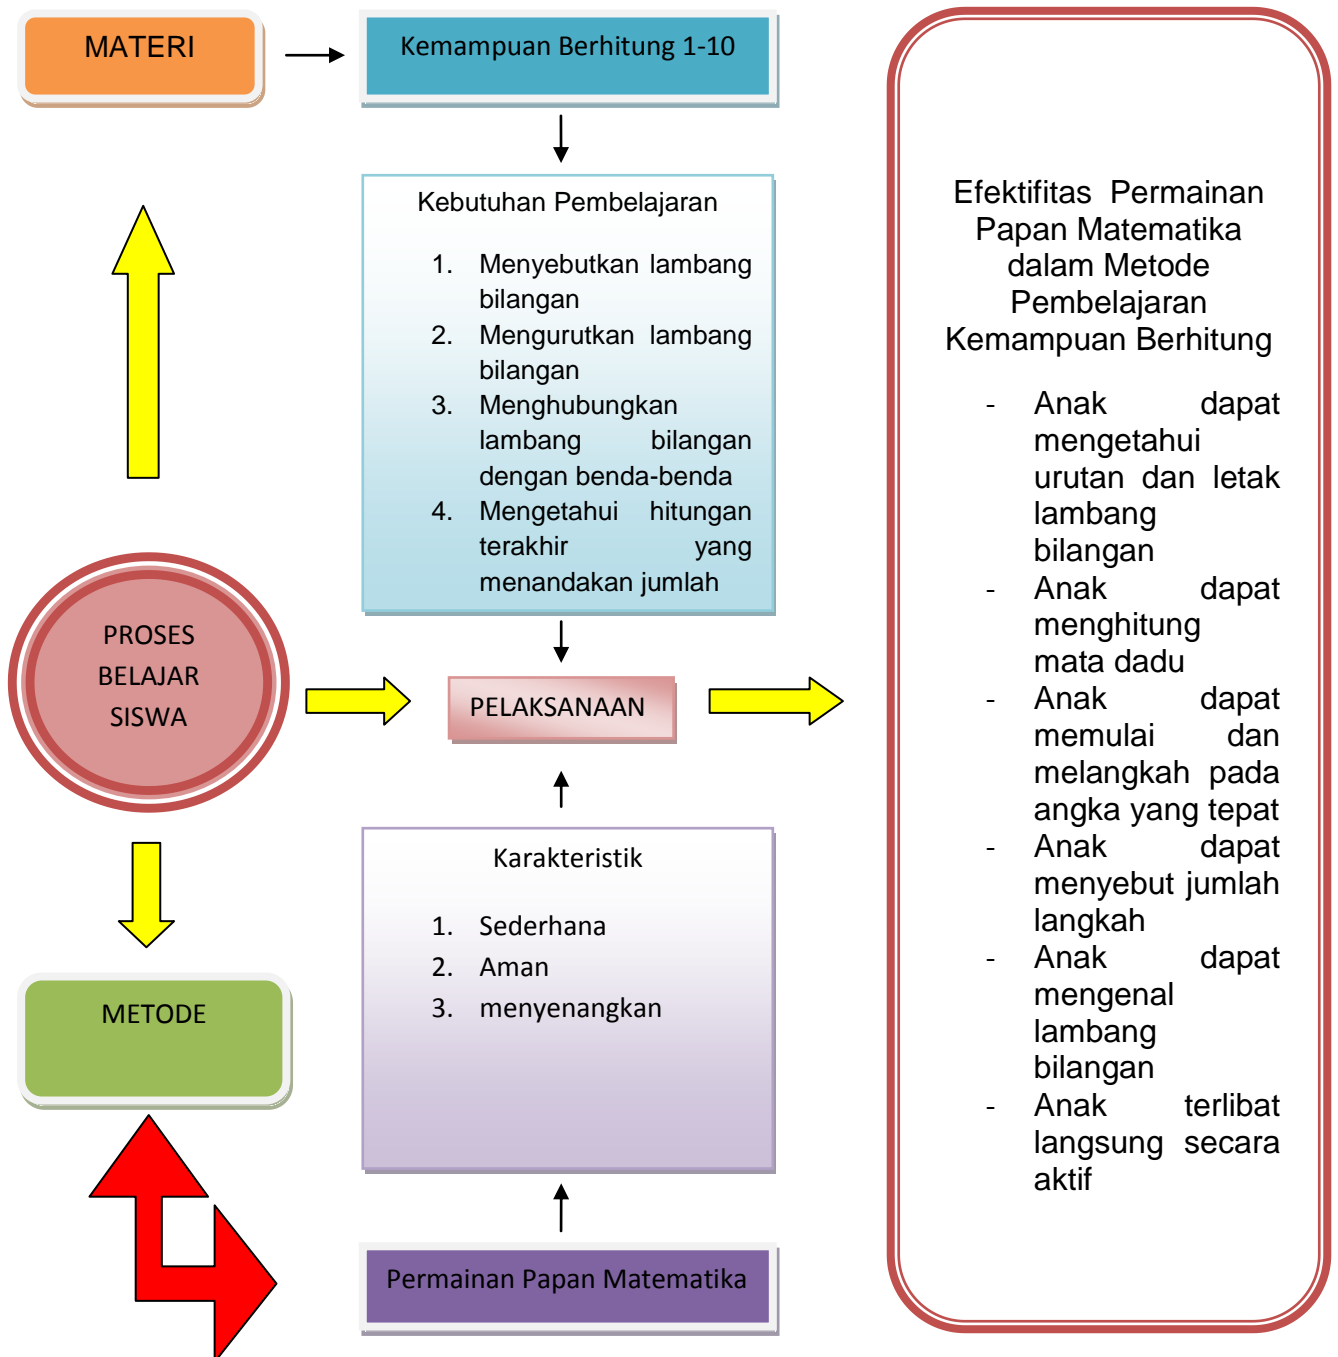 MATERI
Kemampuan Berhitung 1-10
Kebutuhan Pembelajaran
1. Menyebutkan lambang
bilangan
2. Mengurutkan lambang
bilangan
3. Menghubungkan
lambang bilangan
dengan benda-benda
4. Mengetahui hitungan
terakhir yang
menandakan jumlah
PROSES
BELAJAR
SISWA
PELAKSANAAN
Karakteristik
1. Sederhana
2. Aman
3. menyenangkan
METODE
Permainan Papan Matematika
Efektifitas Permainan
Papan Matematika
dalam Metode
Pembelajaran
Kemampuan Berhitung
- Anak dapat
mengetahui
urutan dan letak
lambang
bilangan
- Anak dapat
menghitung
mata dadu
- Anak dapat
memulai dan
melangkah pada
angka yang tepat
- Anak dapat
menyebut jumlah
langkah
- Anak dapat
mengenal
lambang
bilangan
- Anak terlibat
langsung secara
aktif